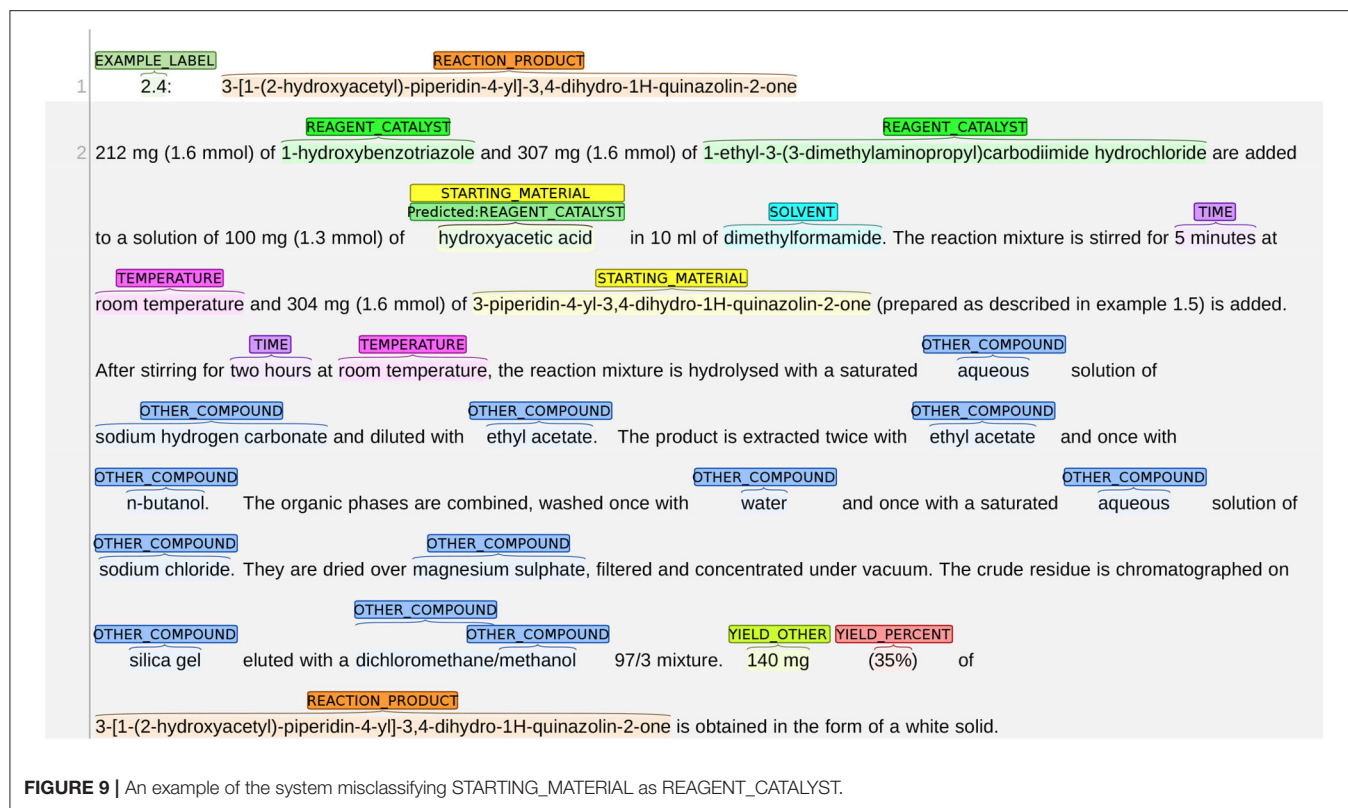 EXAMPLE_LABEL REACTION_PRODUCT
1 2.4: 3-[1-(2-hydroxyacetyl)-piperidin-4-yl]-3,4-dihydro-1H-quinazolin-2-one
REAGENT_CATALYST REAGENT_CATALYST
2 212 mg (1.6 mmol) of 1-hydroxybenzotriazole and 307 mg (1.6 mmol) of 1-ethyl-3-(3-dimethylaminopropyl)carbodiimide hydrochloride are added
STARTING_MATERIAL
Predicted:REAGENT_CATALYST SOLVENT TIME
to a solution of 100 mg (1.3 mmol) of hydroxyacetic acid in 10 ml of dimethylformamide. The reaction mixture is stirred for 5 minutes at
TEMPERATURE STARTING_MATERIAL
room temperature and 304 mg (1.6 mmol) of 3-piperidin-4-yl-3,4-dihydro-1H-quinazolin-2-one (prepared as described in example 1.5) is added.
TIME TEMPERATURE OTHER_COMPOUND
After stirring for two hours at room temperature, the reaction mixture is hydrolysed with a saturated aqueous solution of
OTHER_COMPOUND OTHER_COMPOUND OTHER_COMPOUND
sodium hydrogen carbonate and diluted with ethyl acetate. The product is extracted twice with ethyl acetate and once with
OTHER_COMPOUND OTHER_COMPOUND OTHER_COMPOUND
n-butanol. The organic phases are combined, washed once with water and once with a saturated aqueous solution of
OTHER_COMPOUND OTHER_COMPOUND
sodium chloride. They are dried over magnesium sulphate, filtered and concentrated under vacuum. The crude residue is chromatographed on
OTHER_COMPOUND
OTHER_COMPOUND OTHER_COMPOUND YIELD_OTHER YIELD_PERCENT
silica gel eluted with a dichloromethane/methanol 97/3 mixture. 140 mg (35%) of
REACTION_PRODUCT
3-[1-(2-hydroxyacetyl)-piperidin-4-yl]-3,4-dihydro-1H-quinazolin-2-one is obtained in the form of a white solid.
FIGURE 9 | An example of the system misclassifying STARTING_MATERIAL as REAGENT_CATALYST.